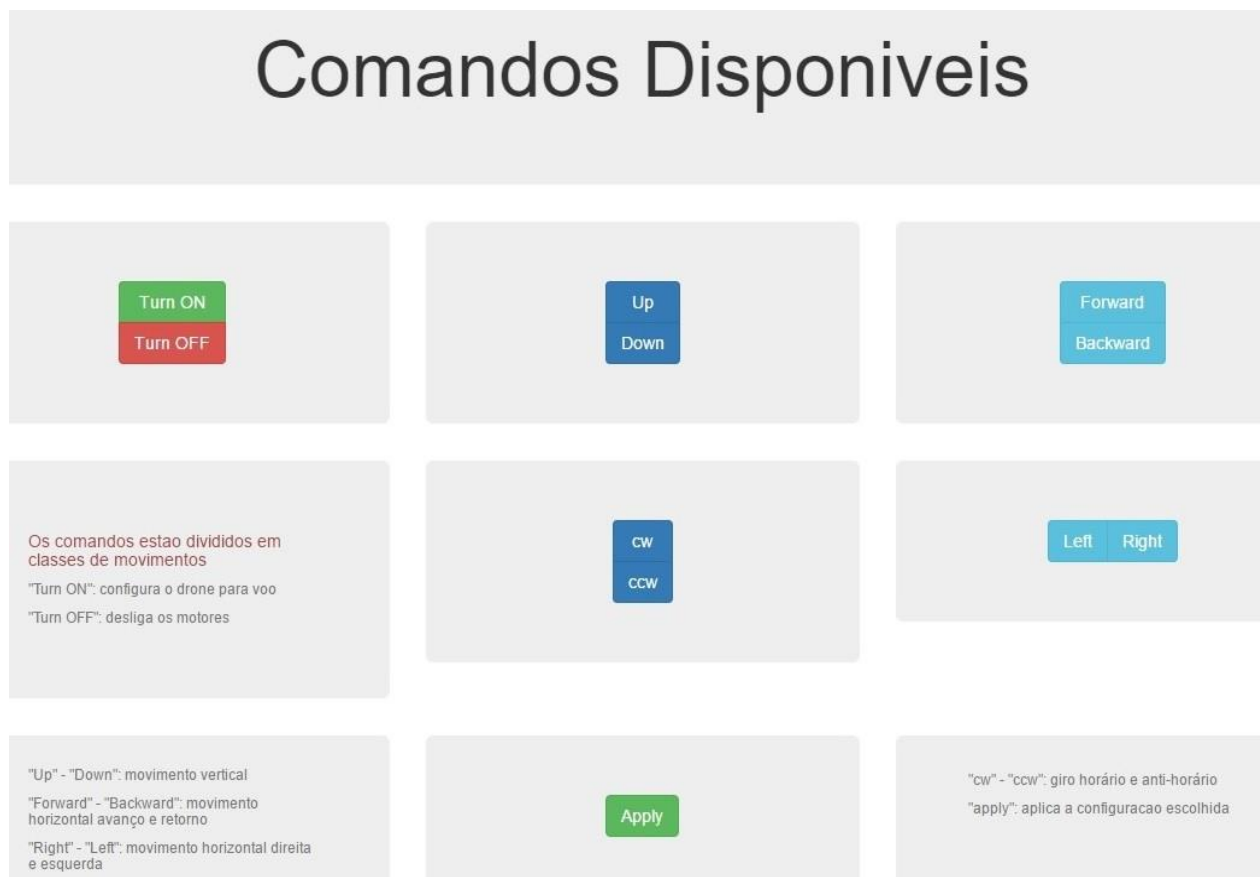 Comandos Disponiveis
Turn ON
Turn OFF
Up
Down
Forward
Backward
Os comandos estao divididos em
classes de movimentos
"Turn ON": configura o drone para voo
"Turn OFF": desliga os motores
cw
ccw
Left Right
"Up" - "Down": movimento vertical
"Forward" - "Backward": movimento
horizontal avanço e retorno
"Right" - "Left": movimento horizontal direita
e esquerda
Apply
"cw" - "ccw": giro horário e anti-horário
"apply": aplica a configuracao escolhida